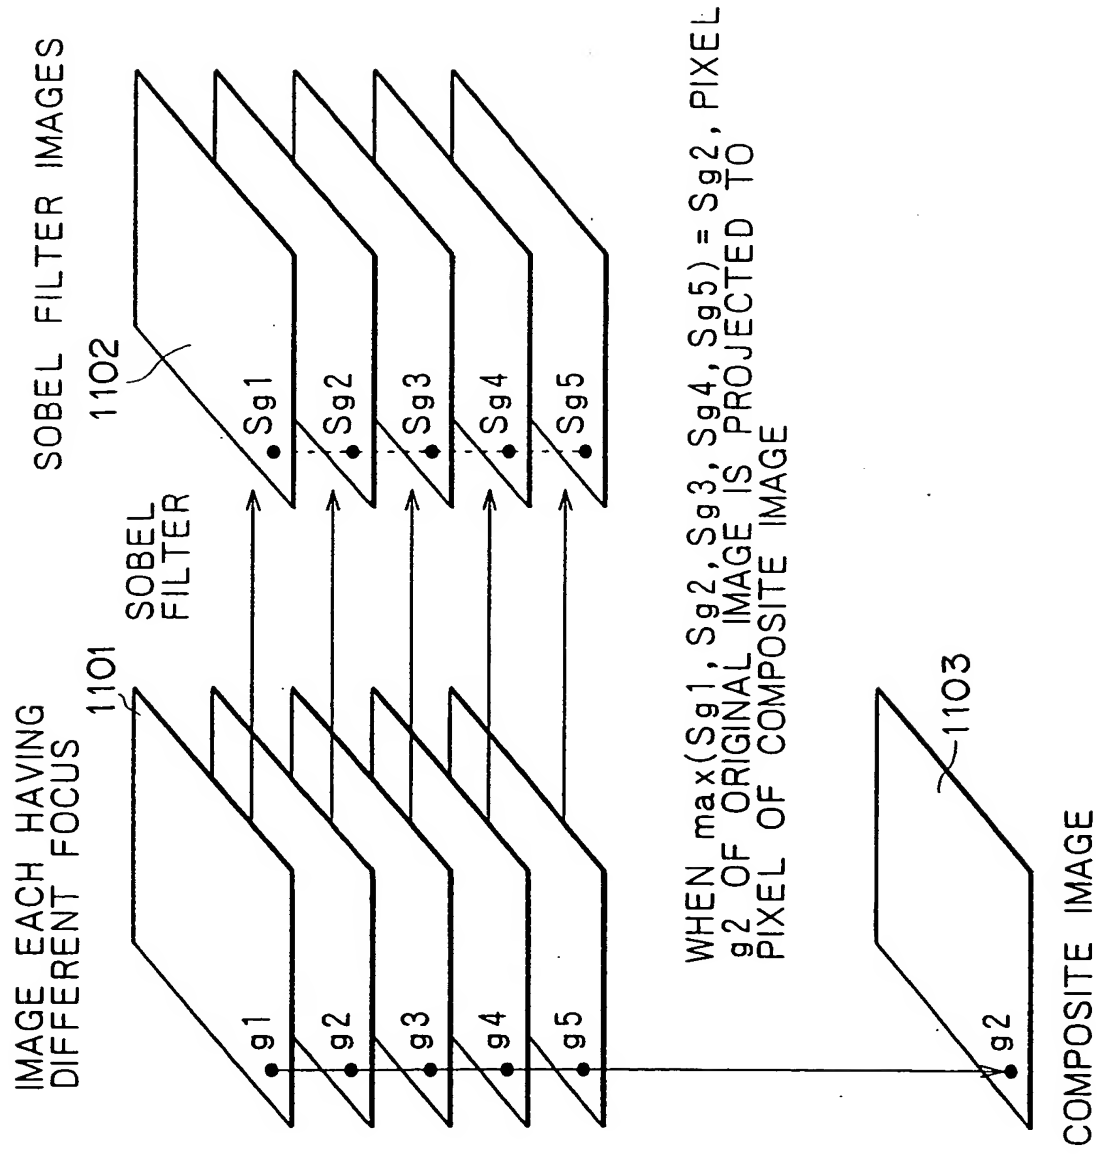 IMAGE EACH HAVING
DIFFERENT FOCUS
1101
g1
g2
g3
g4
g5
SOBEL
FILTER
SOBEL FILTER IMAGES
1102
Sg1
Sg2
Sg3
Sg4
Sg5
WHEN max(Sg1, Sg2, Sg3, Sg4, Sg5) = Sg2, PIXEL
g2 OF ORIGINAL IMAGE IS PROJECTED TO
PIXEL OF COMPOSITE IMAGE
1103
g2
COMPOSITE IMAGE